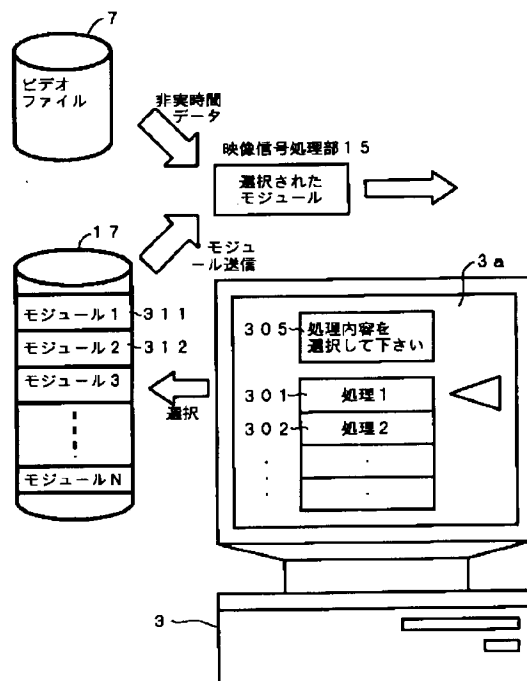 7
ビデオ
ファイル
非実時間
データ
映像信号処理部15
選択された
モジュール
17
モジュ
ール送信
3a
モジュール1
311
305
処理内容を
選択して下さい
モジュール2
312
モジュール3
選択
301
処理1
302
処理2
モジュールN
3